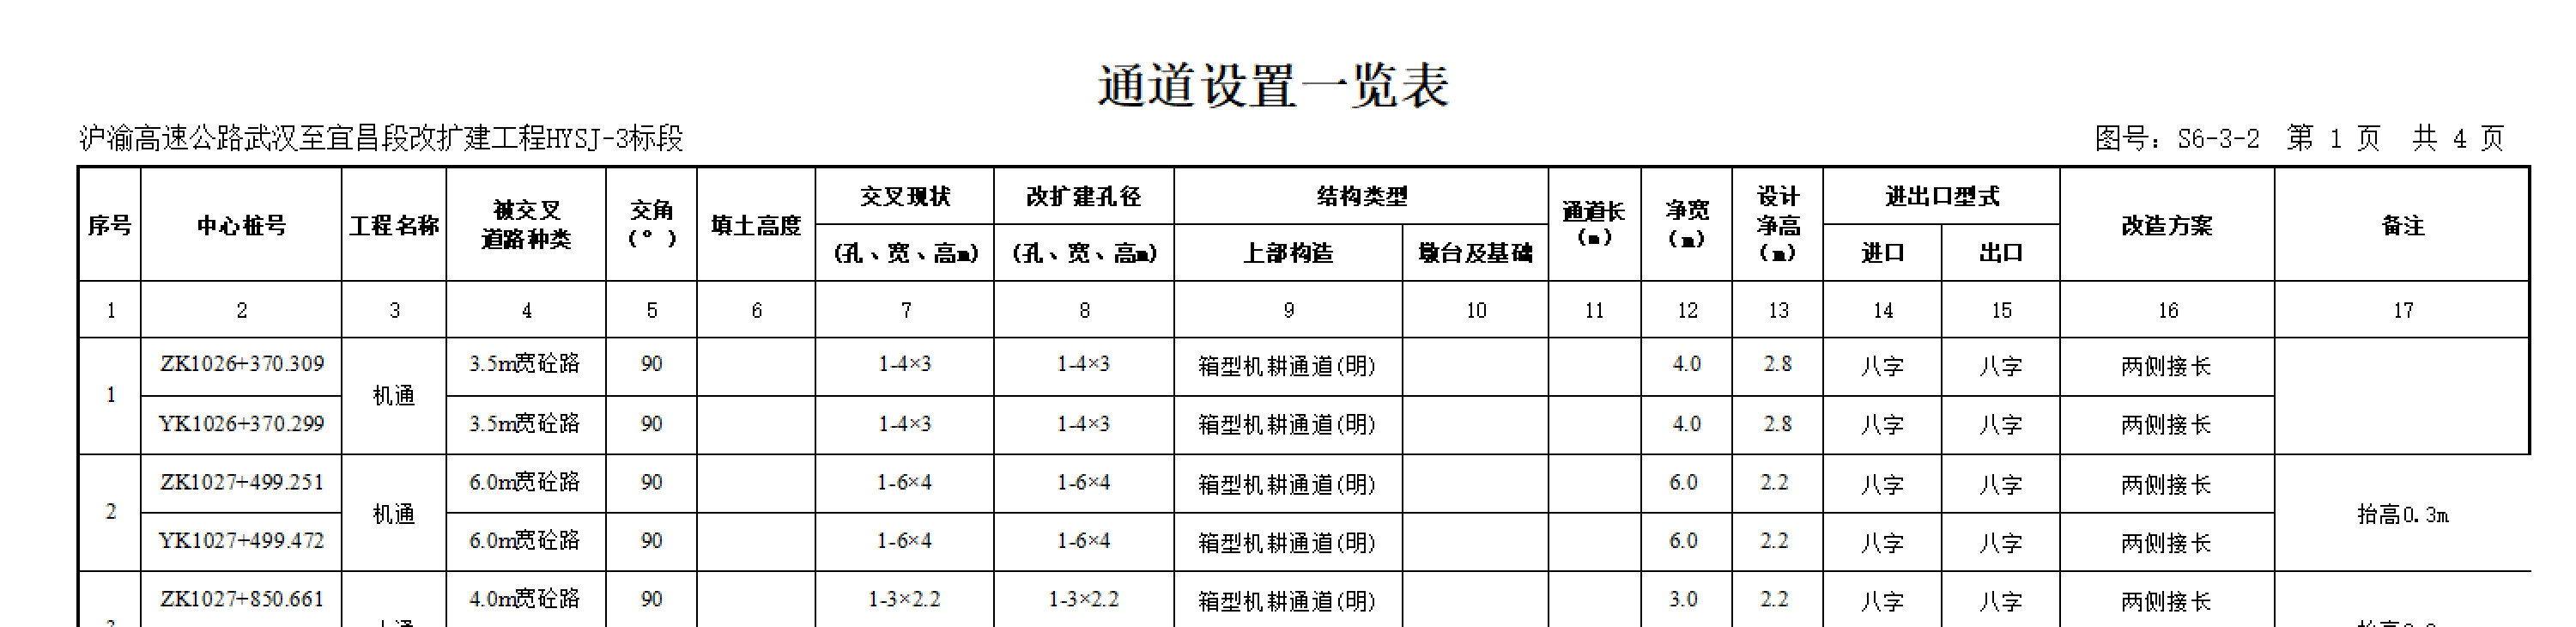 通道设置一览表
沪渝高速公路武汉至宜昌段改扩建工程HYSJ-3标段 图号：S6-3-2 第 1 页 共 4 页
序号 中心桩号 工程名称 被交叉道路种类 交角(°) 填土高度 交叉现状 改扩建孔径 结构类型 通道长(m) 净宽(m) 设计净高(m) 进出口型式 改造方案 备注
(孔、宽、高m) (孔、宽、高m) 上部构造 墩台及基础 进口 出口
1 2 3 4 5 6 7 8 9 10 11 12 13 14 15 16 17
1 ZK1026+370.309 机通 3.5m宽砼路 90 1-4×3 1-4×3 箱型机耕通道(明) 4.0 2.8 八字 八字 两侧接长
YK1026+370.299 3.5m宽砼路 90 1-4×3 1-4×3 箱型机耕通道(明) 4.0 2.8 八字 八字 两侧接长
2 ZK1027+499.251 机通 6.0m宽砼路 90 1-6×4 1-6×4 箱型机耕通道(明) 6.0 2.2 八字 八字 两侧接长 抬高0.3m
YK1027+499.472 6.0m宽砼路 90 1-6×4 1-6×4 箱型机耕通道(明) 6.0 2.2 八字 八字 两侧接长
ZK1027+850.661 4.0m宽砼路 90 1-3×2.2 1-3×2.2 箱型机耕通道(明) 3.0 2.2 八字 八字 两侧接长